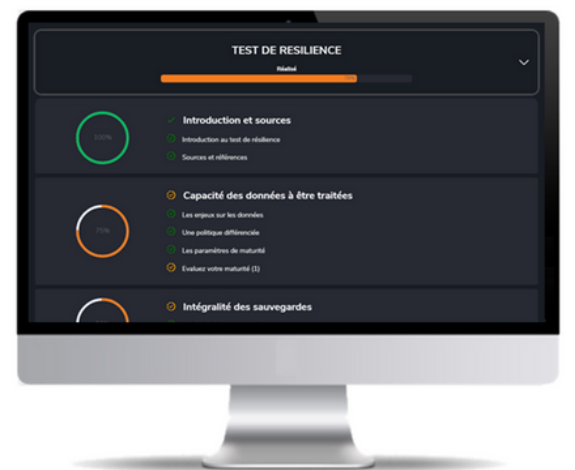 TEST DE RESILIENCE
Réalisé
100%
Introduction et sources
Introduction au test de résilience
Sources et références
75%
Capacité des données à être traitées
Les enjeux sur les données
Une politique différenciée
Les paramètres de maturité
Evaluez votre maturité (1)
Intégralité des sauvegardes